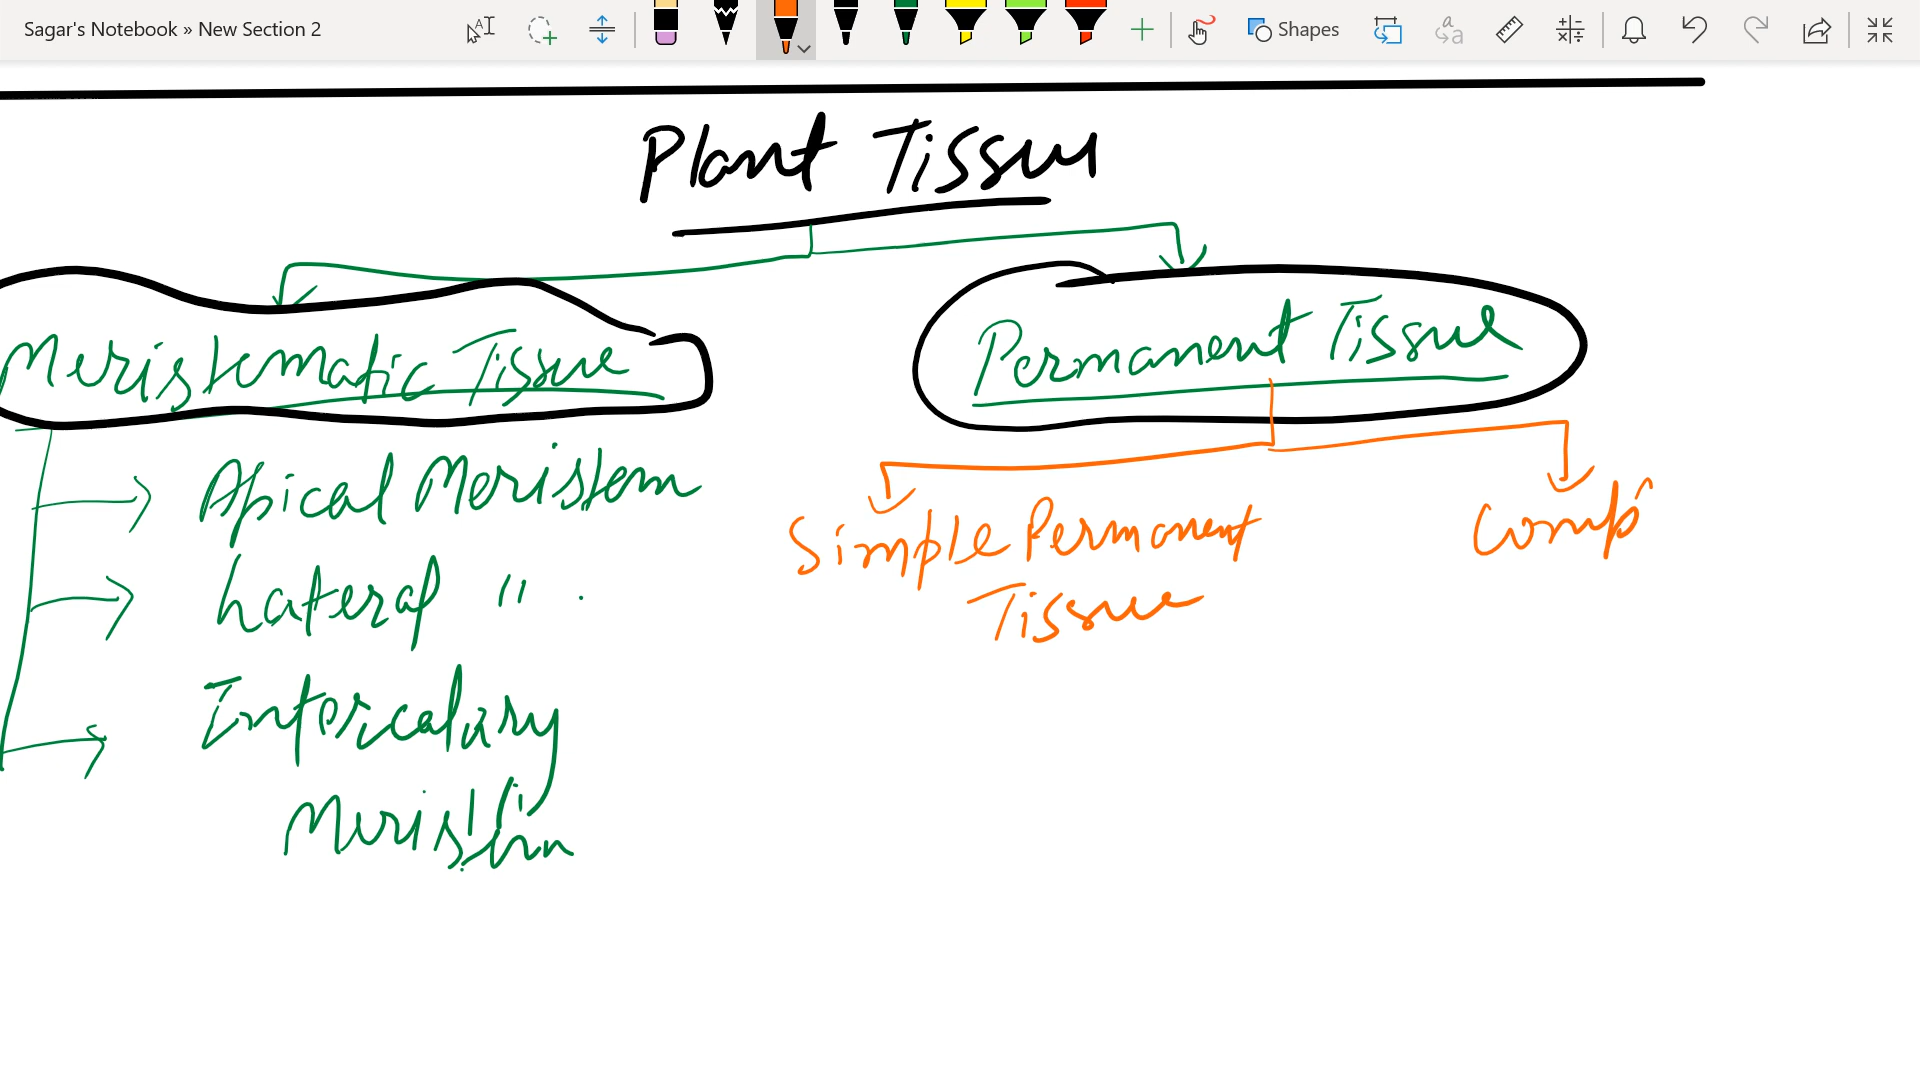 Sagar's Notebook » New Section 2
Shapes
Plant Tissue
Meristematic Tissue
Permanent Tissue
Apical Meristem
Lateral " .
Intercalary
Meristem
Simple Permanent
Tissue
Comp